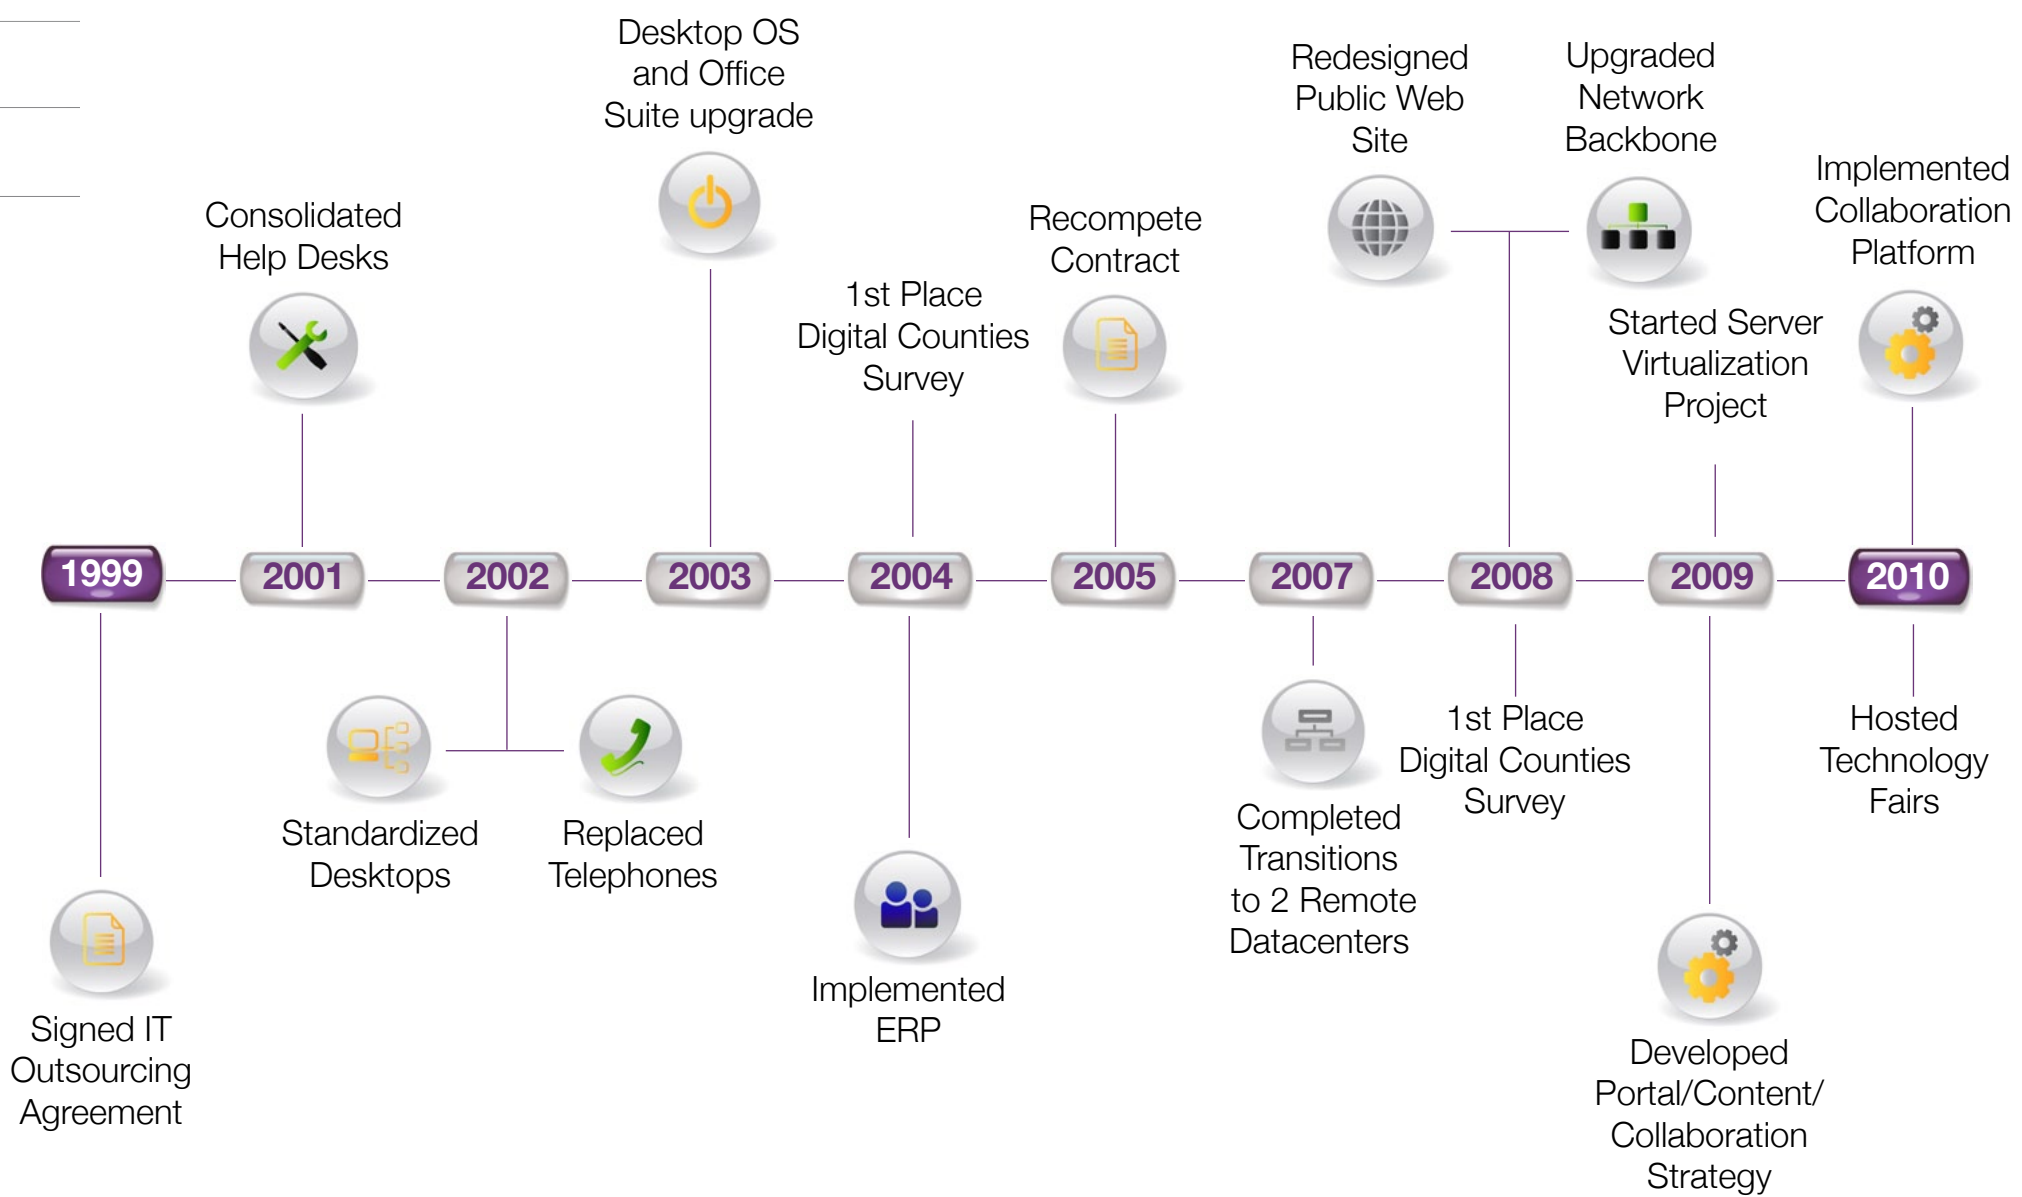 Desktop OS
and Office
Suite upgrade
Redesigned
Public Web
Site
Upgraded
Network
Backbone
Implemented
Collaboration
Platform
Consolidated
Help Desks
Recompete
Contract
1st Place
Digital Counties
Survey
Started Server
Virtualization
Project
1999
2001
2002
2003
2004
2005
2007
2008
2009
2010
Standardized
Desktops
Replaced
Telephones
Completed
Transitions
to 2 Remote
Datacenters
1st Place
Digital Counties
Survey
Hosted
Technology
Fairs
Implemented
ERP
Signed IT
Outsourcing
Agreement
Developed
Portal/Content/
Collaboration
Strategy